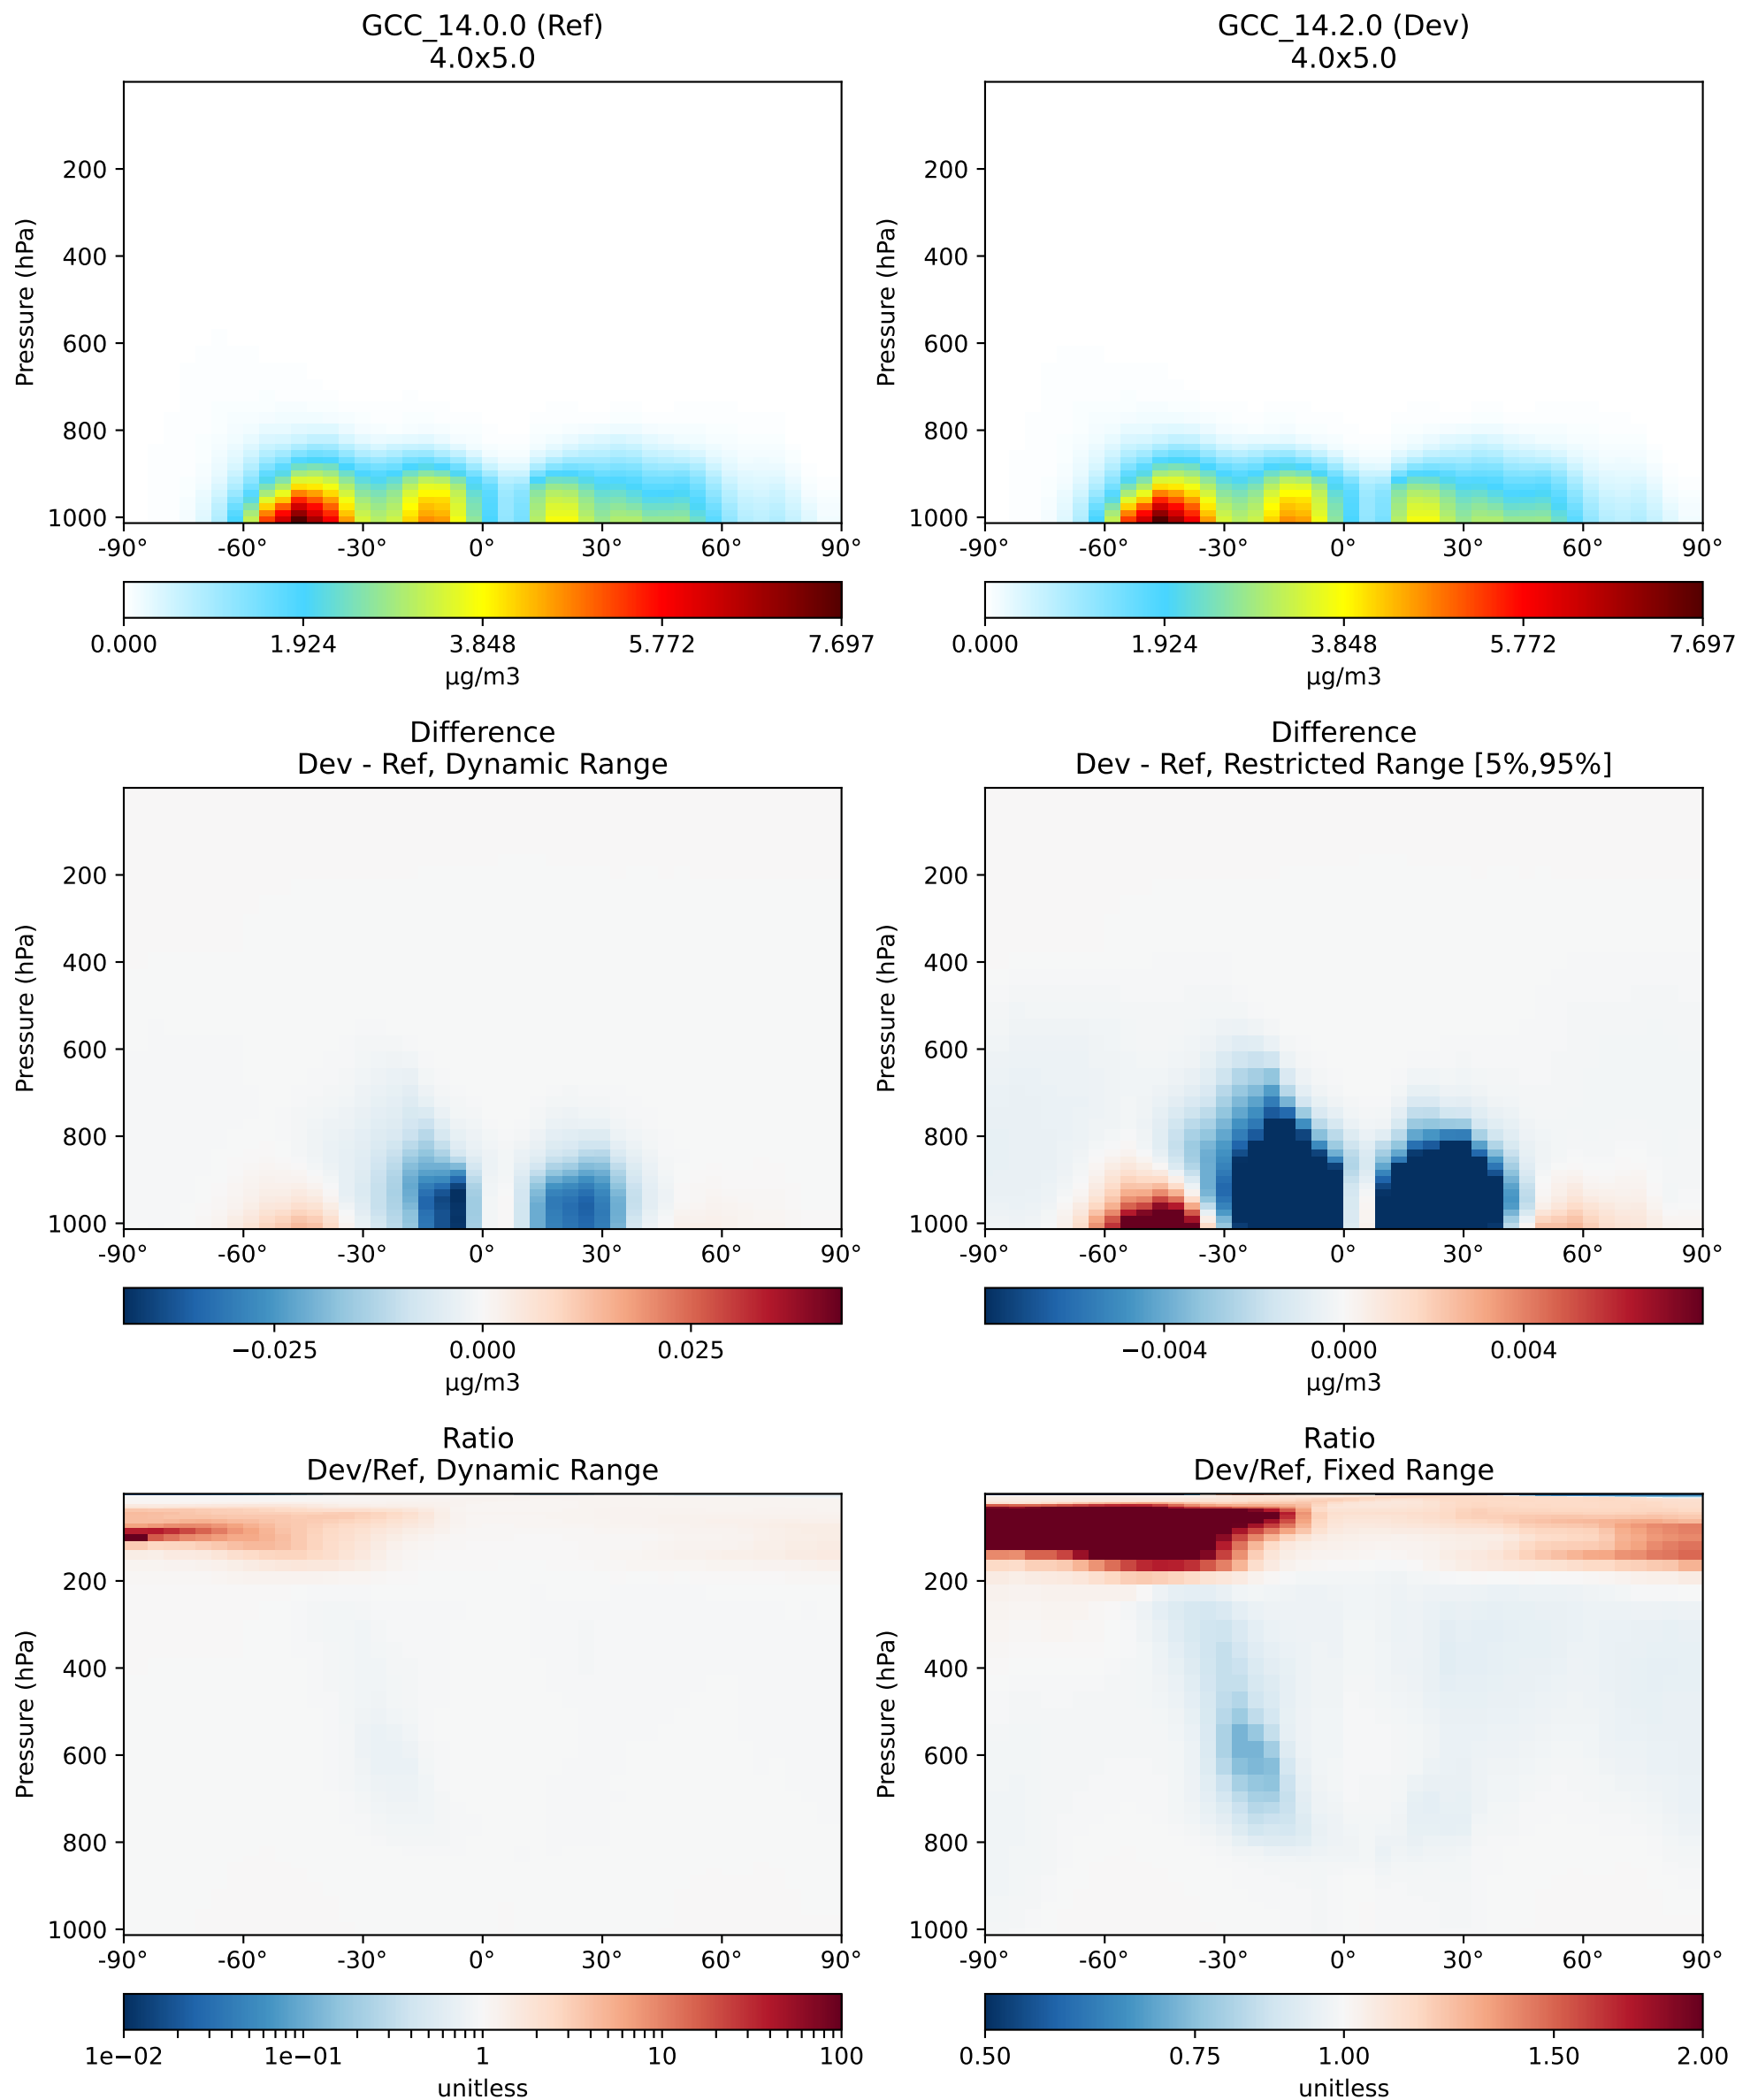 GCC_14.0.0 (Ref)
4.0x5.0
Pressure (hPa)
200
400
600
800
1000
-90° -60° -30° 0° 30° 60° 90°
0.000 1.924 3.848 5.772 7.697
µg/m3
GCC_14.2.0 (Dev)
4.0x5.0
Pressure (hPa)
200
400
600
800
1000
-90° -60° -30° 0° 30° 60° 90°
0.000 1.924 3.848 5.772 7.697
µg/m3
Difference
Dev - Ref, Dynamic Range
Pressure (hPa)
200
400
600
800
1000
-90° -60° -30° 0° 30° 60° 90°
−0.025 0.000 0.025
µg/m3
Difference
Dev - Ref, Restricted Range [5%,95%]
Pressure (hPa)
200
400
600
800
1000
-90° -60° -30° 0° 30° 60° 90°
−0.004 0.000 0.004
µg/m3
Ratio
Dev/Ref, Dynamic Range
Pressure (hPa)
200
400
600
800
1000
-90° -60° -30° 0° 30° 60° 90°
1e−02 1e−01 1 10 100
unitless
Ratio
Dev/Ref, Fixed Range
Pressure (hPa)
200
400
600
800
1000
-90° -60° -30° 0° 30° 60° 90°
0.50 0.75 1.00 1.50 2.00
unitless